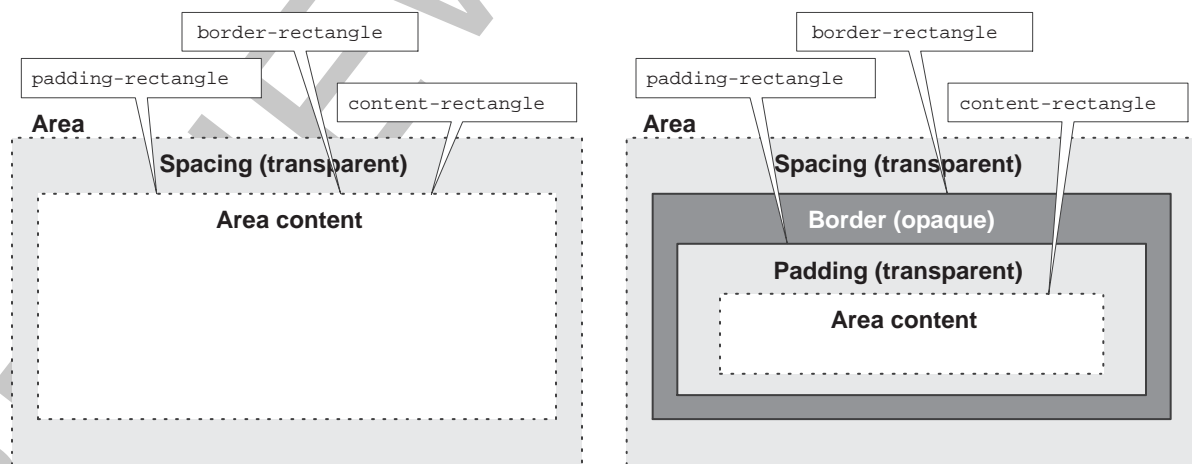 border-rectangle
padding-rectangle
content-rectangle
Area
Spacing (transparent)
Area content
border-rectangle
padding-rectangle
content-rectangle
Area
Spacing (transparent)
Border (opaque)
Padding (transparent)
Area content